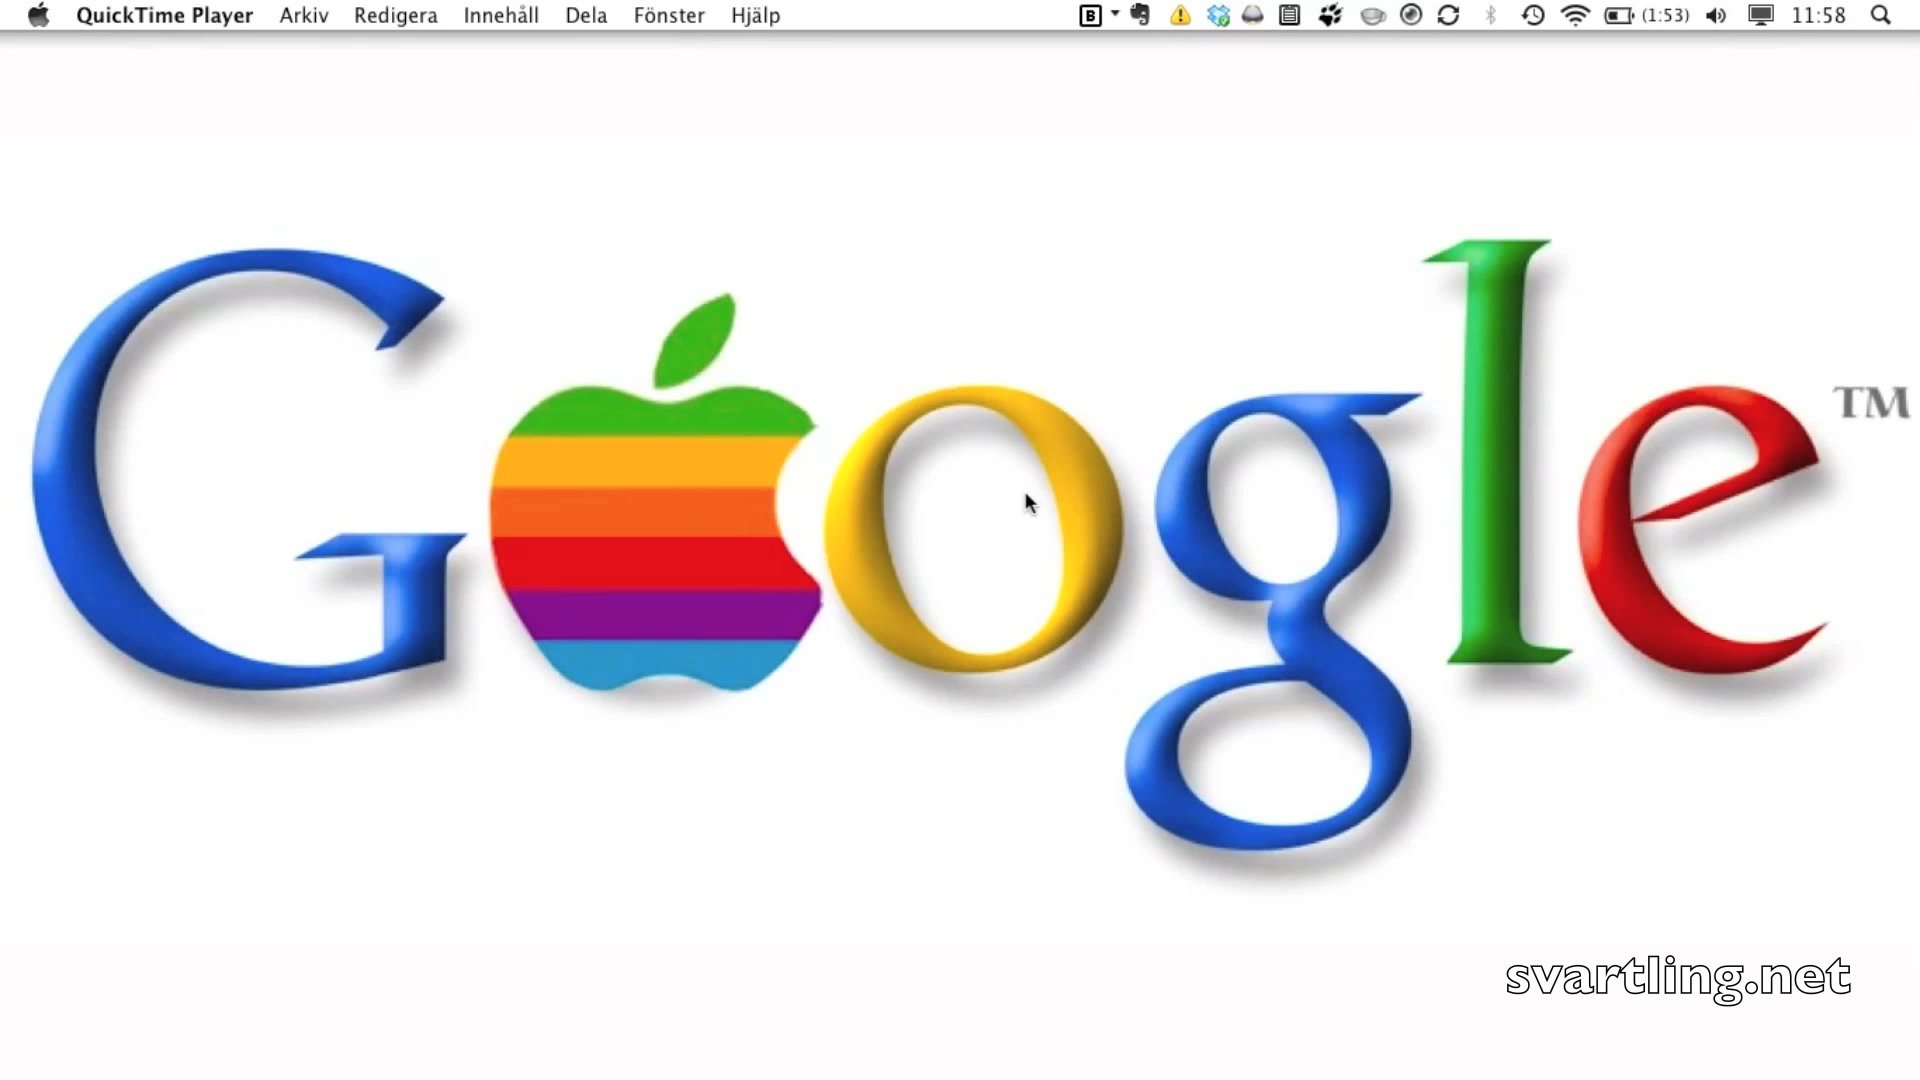 QuickTime Player Arkiv Redigera Innehåll Dela Fönster Hjälp B (1:53) 11:58
Google TM
svartling.net